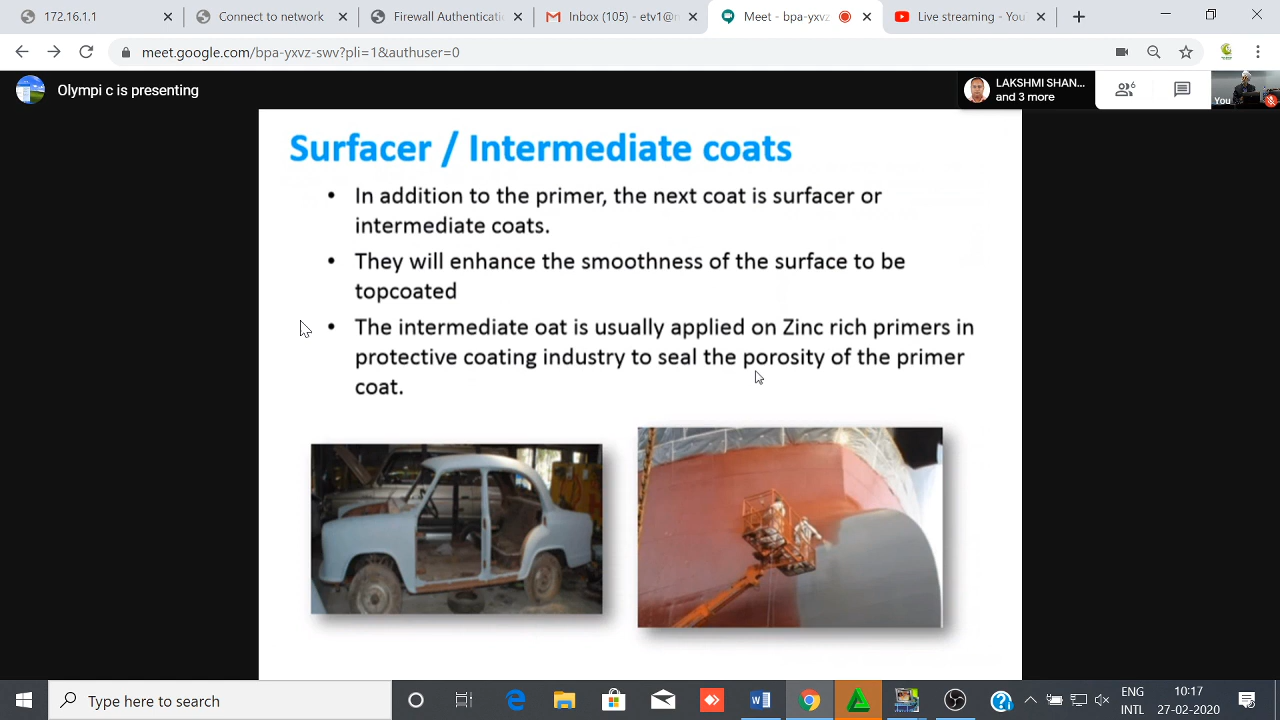 172.16.1.1
Connect to network
Firewall Authenticati
Inbox (105) - etv1@n
Meet - bpa-yxvz
Live streaming - You
meet.google.com/bpa-yxvz-swv?pli=1&authuser=0
Olympi c is presenting
LAKSHMI SHAN...
and 3 more
6
You
Surfacer / Intermediate coats
• In addition to the primer, the next coat is surfacer or
intermediate coats.
• They will enhance the smoothness of the surface to be
topcoated
• The intermediate oat is usually applied on Zinc rich primers in
protective coating industry to seal the porosity of the primer
coat.
Type here to search
ENG
INTL
10:17
27-02-2020